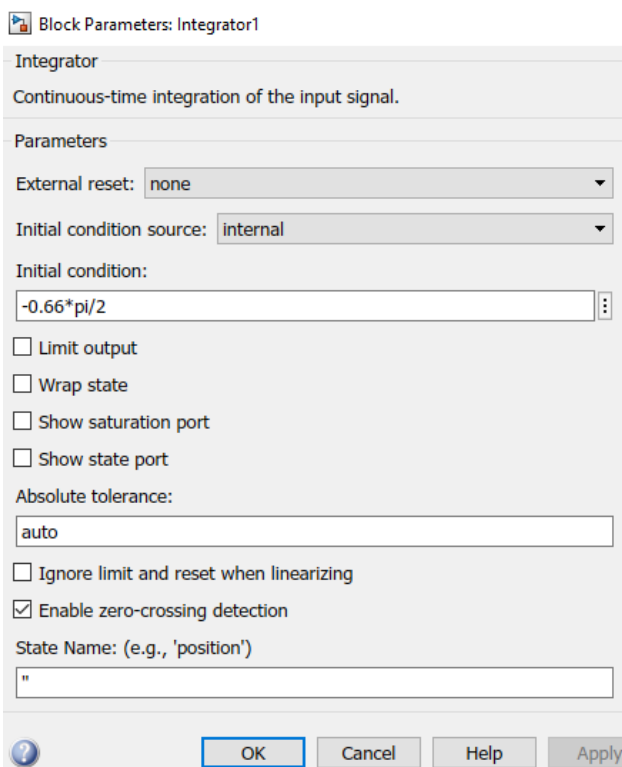 Block Parameters: Integrator1
Integrator
Continuous-time integration of the input signal.
Parameters
External reset: none
Initial condition source: internal
Initial condition:
-0.66*pi/2
Limit output
Wrap state
Show saturation port
Show state port
Absolute tolerance:
auto
Ignore limit and reset when linearizing
Enable zero-crossing detection
State Name: (e.g., 'position')
''
OK Cancel Help Apply